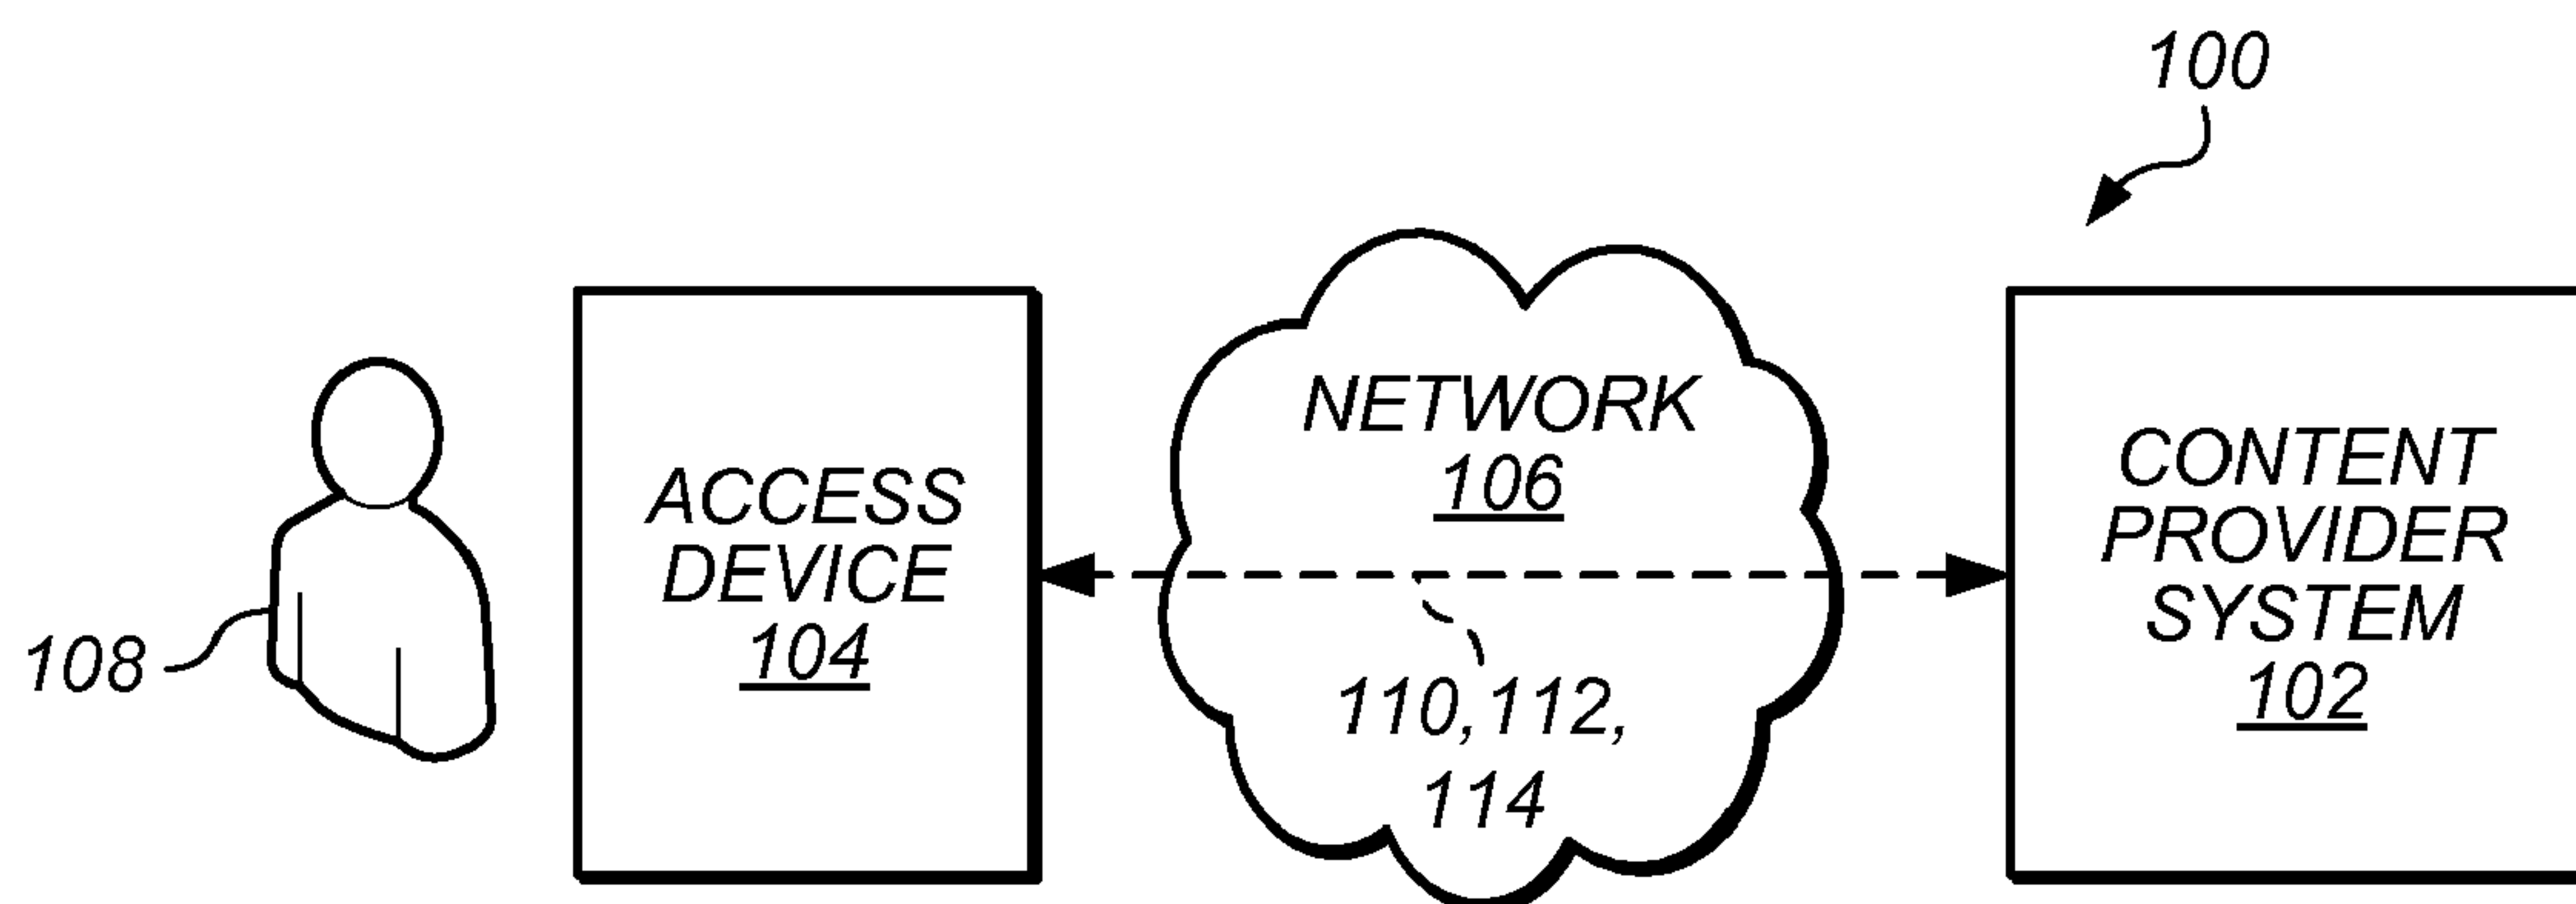 100
NETWORK
106
ACCESS
DEVICE
104
CONTENT
PROVIDER
SYSTEM
102
108
110, 112,
114